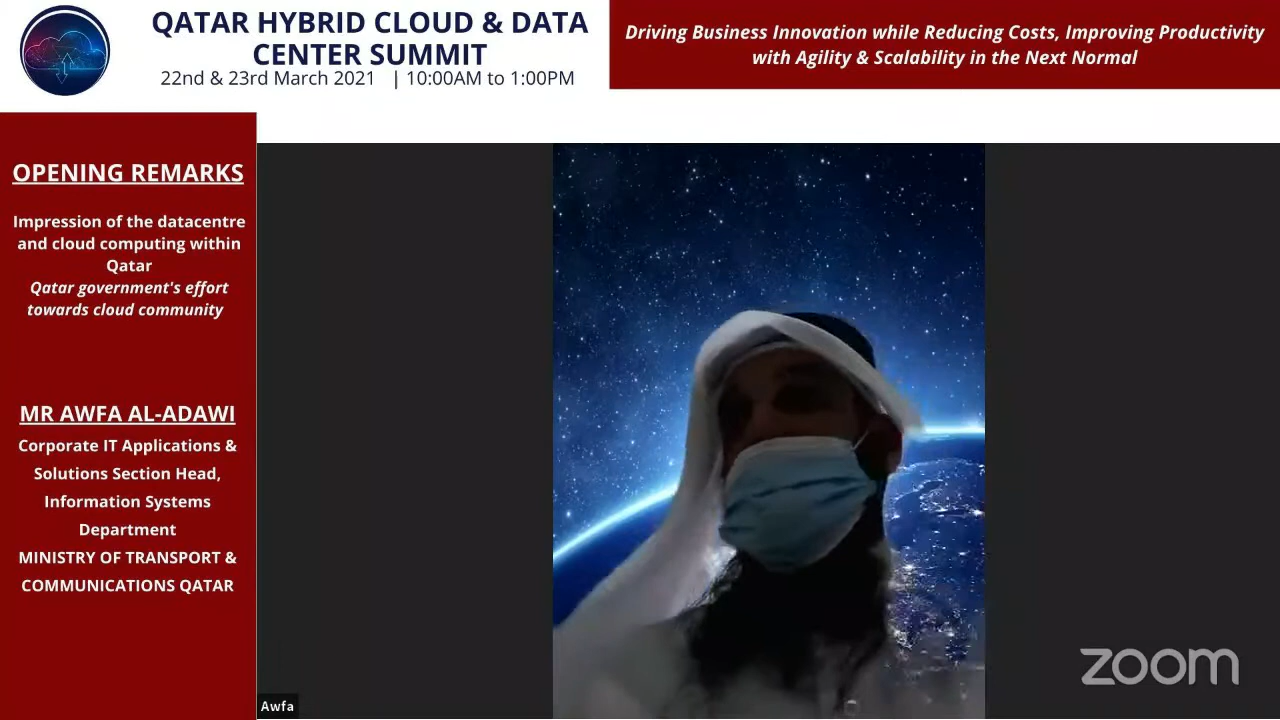 QATAR HYBRID CLOUD & DATA
CENTER SUMMIT
22nd & 23rd March 2021 | 10:00AM to 1:00PM
Driving Business Innovation while Reducing Costs, Improving Productivity
with Agility & Scalability in the Next Normal
OPENING REMARKS
Impression of the datacentre
and cloud computing within
Qatar
Qatar government's effort
towards cloud community
MR AWFA AL-ADAWI
Corporate IT Applications &
Solutions Section Head,
Information Systems
Department
MINISTRY OF TRANSPORT &
COMMUNICATIONS QATAR
Awfa
zoom